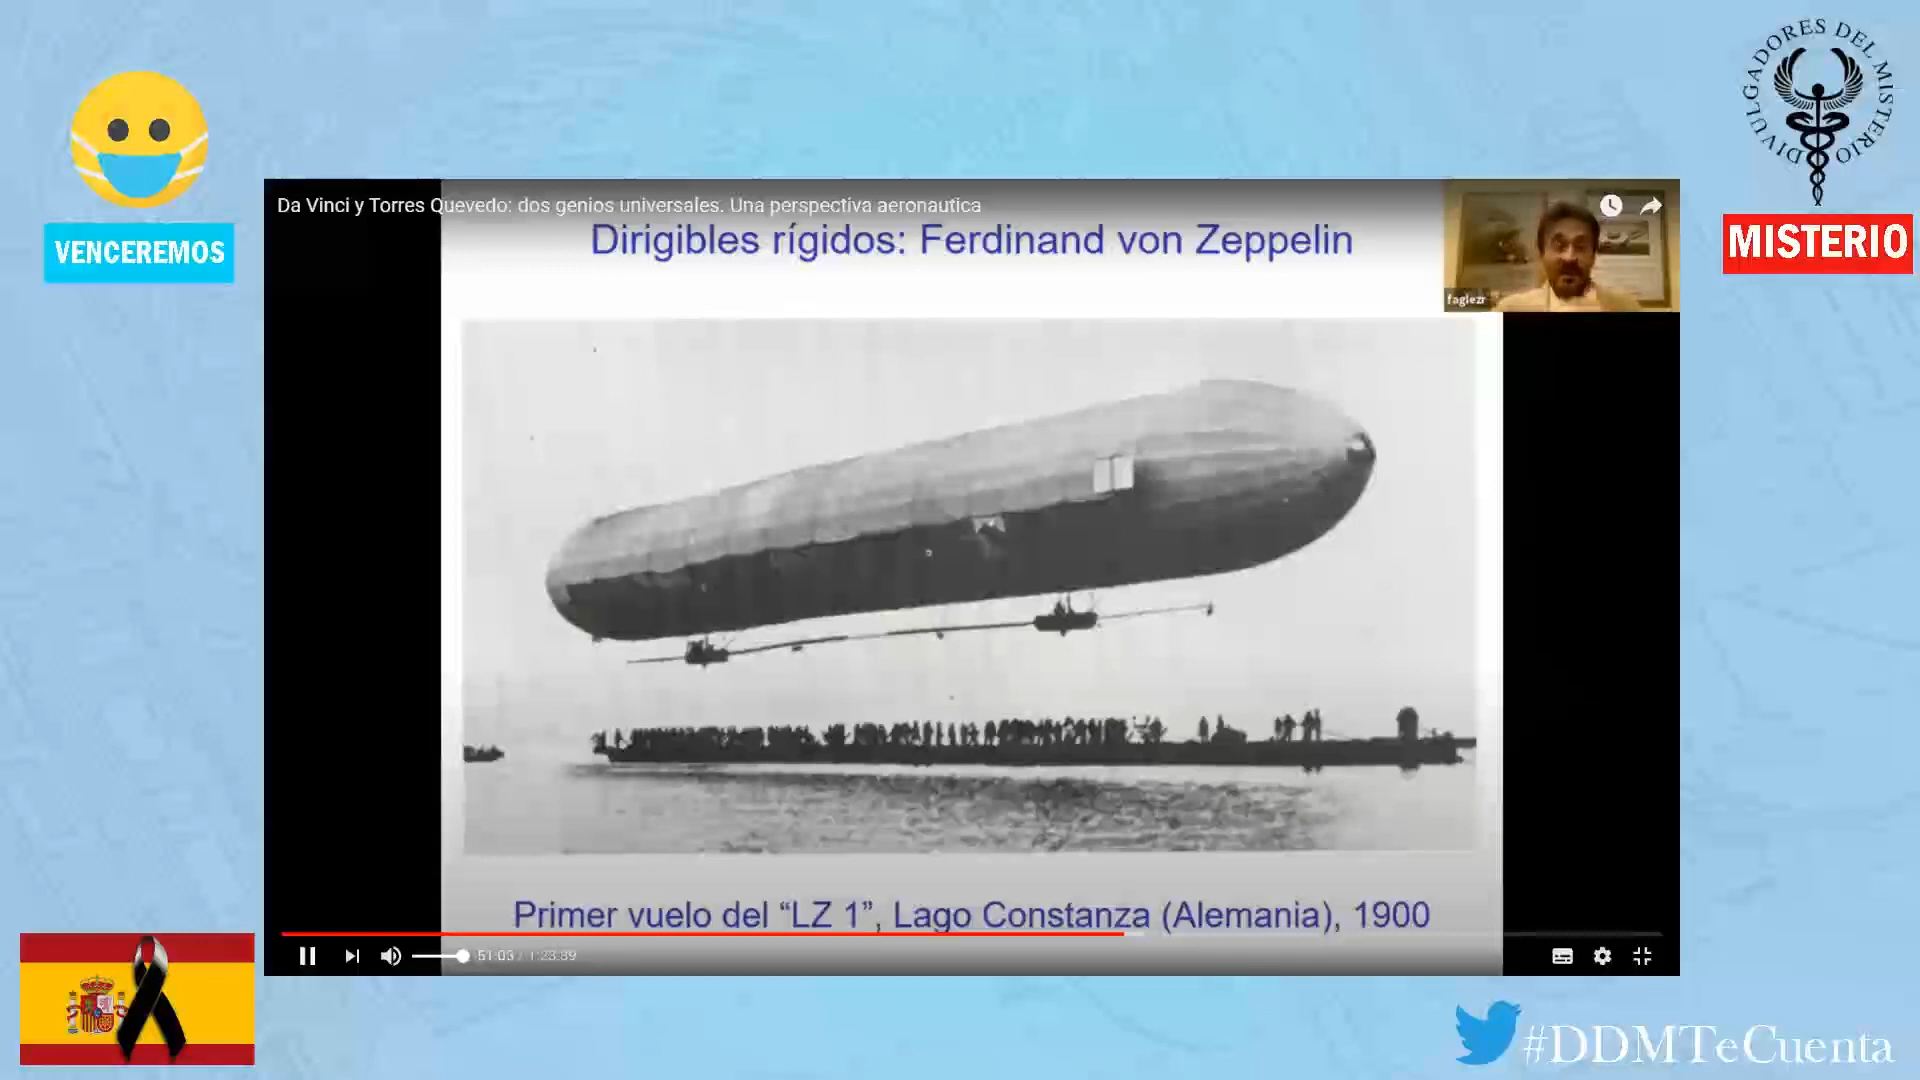 DIVULGADORES DEL MISTERIO
VENCEREMOS
MISTERIO
Da Vinci y Torres Quevedo: dos genios universales. Una perspectiva aeronautica
Dirigibles rígidos: Ferdinand von Zeppelin
faglezr
Primer vuelo del “LZ 1”, Lago Constanza (Alemania), 1900
51:03 / 1:23:39
#DDMTeCuenta